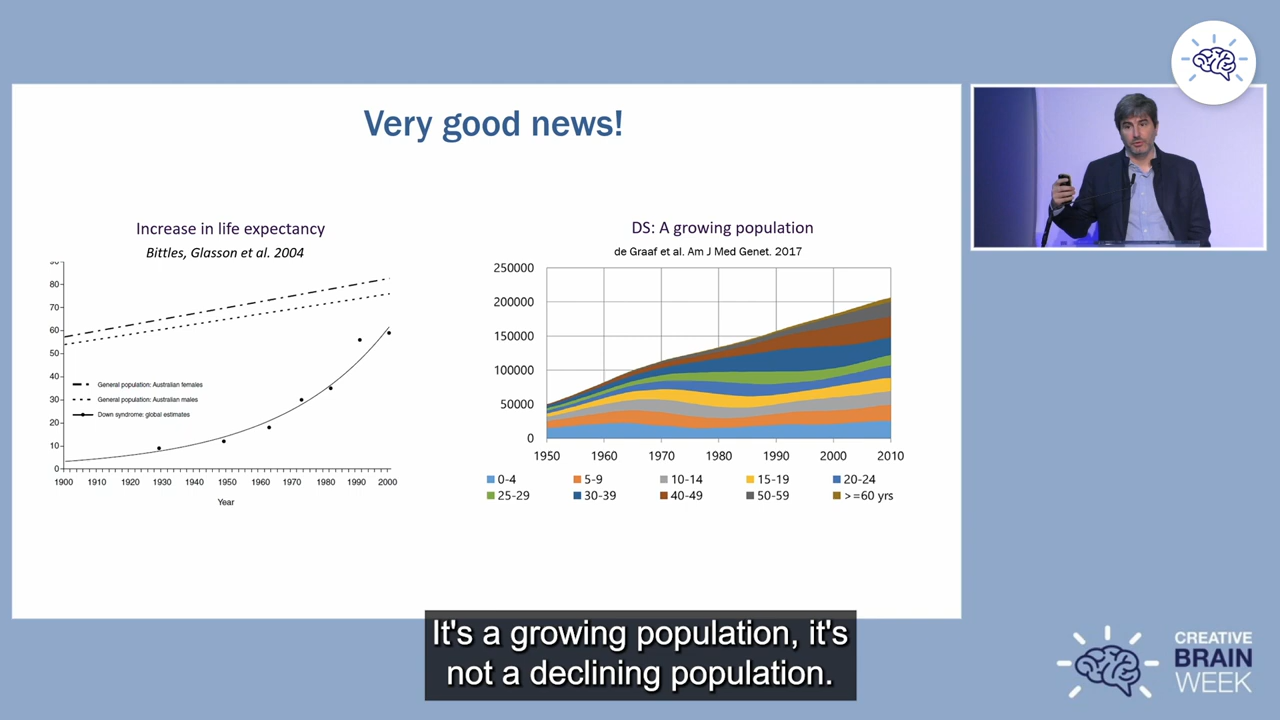 Very good news!
Increase in life expectancy
Bittles, Glasson et al. 2004
90
80
70
60
50
40
30
20
10
0
General population: Australian females
General population: Australian males
Down syndrome: global estimates
1900 1910 1920 1930 1940 1950 1960 1970 1980 1990 2000
Year
DS: A growing population
de Graaf et al. Am J Med Genet. 2017
250000
200000
150000
100000
50000
0
1950 1960 1970 1980 1990 2000 2010
0-4 5-9 10-14 15-19 20-24
25-29 30-39 40-49 50-59 >=60 yrs
It's a growing population, it's
not a declining population.
CREATIVE
BRAIN
WEEK